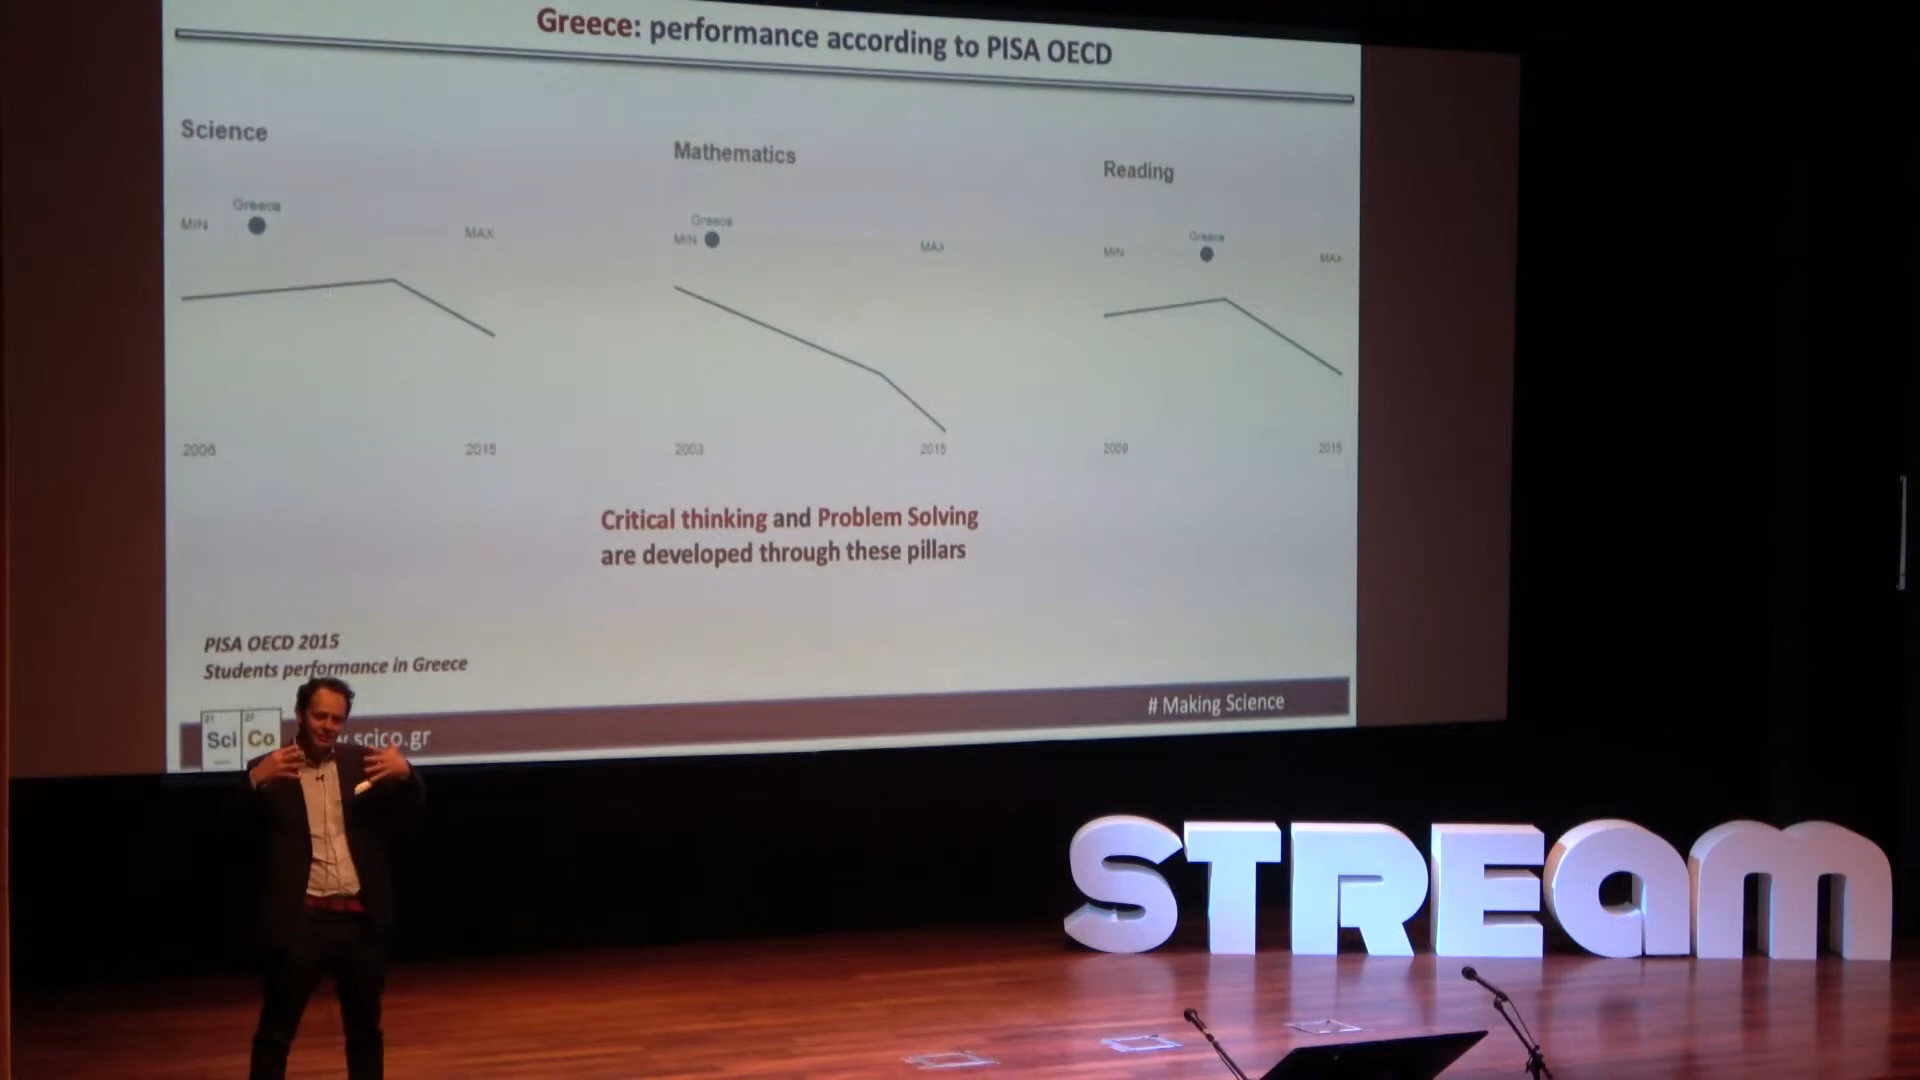 Greece: performance according to PISA OECD
Science
Greece
MIN
MAX
2006
2015
Mathematics
Greece
MIN
MAX
2003
2015
Reading
Greece
MIN
MAX
2009
2015
Critical thinking and Problem Solving
are developed through these pillars
PISA OECD 2015
Students performance in Greece
# Making Science
21
27
Sci Co
scico.gr
STREAM